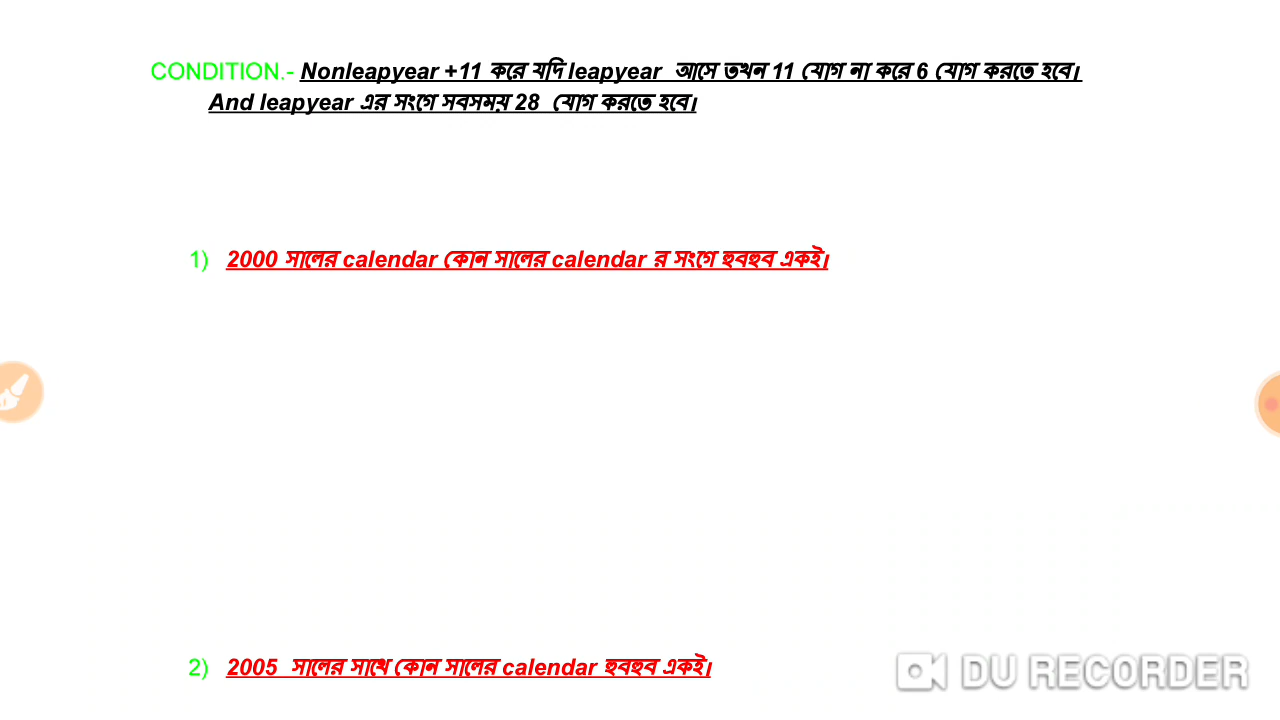 CONDITION.- Nonleapyear +11 করে যদি leapyear আসে তখন 11 যোগ না করে 6 যোগ করতে হবে।
And leapyear এর সংগে সবসময় 28 যোগ করতে হবে।
1) 2000 সালের calendar কোন সালের calendar র সংগে হুবহুব একই।
2) 2005 সালের সাথে কোন সালের calendar হুবহুব একই।
DU RECORDER